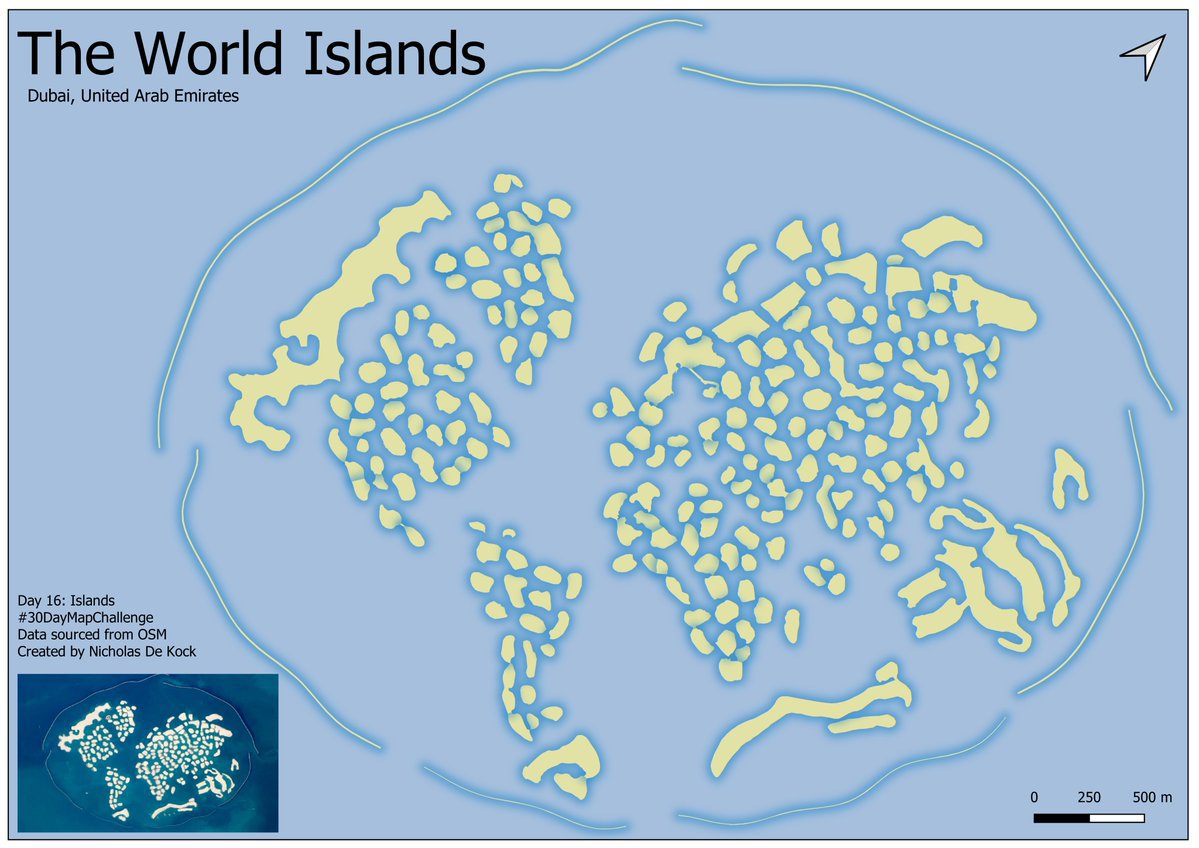 The World Islands
Dubai, United Arab Emirates
Day 16: Islands
#30DayMapChallenge
Data sourced from OSM
Created by Nicholas De Kock
0 250 500 m